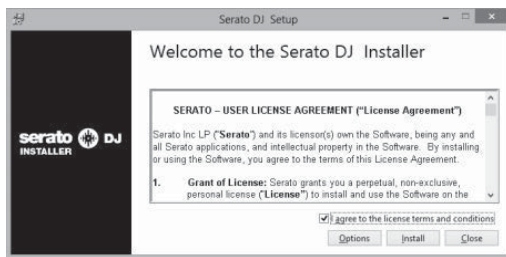 Serato DJ Setup
Welcome to the Serato DJ Installer
SERATO – USER LICENSE AGREEMENT ("License Agreement")
Serato Inc LP ("Serato") and its licensor(s) own the Software, being any and
all Serato applications, and intellectual property in the Software. By installing
or using the Software, you agree to the terms of this License Agreement.
1. Grant of License: Serato grants you a perpetual, non-exclusive,
personal license ("License") to install and use the Software on the
serato DJ
INSTALLER
I agree to the license terms and conditions
Options Install Close